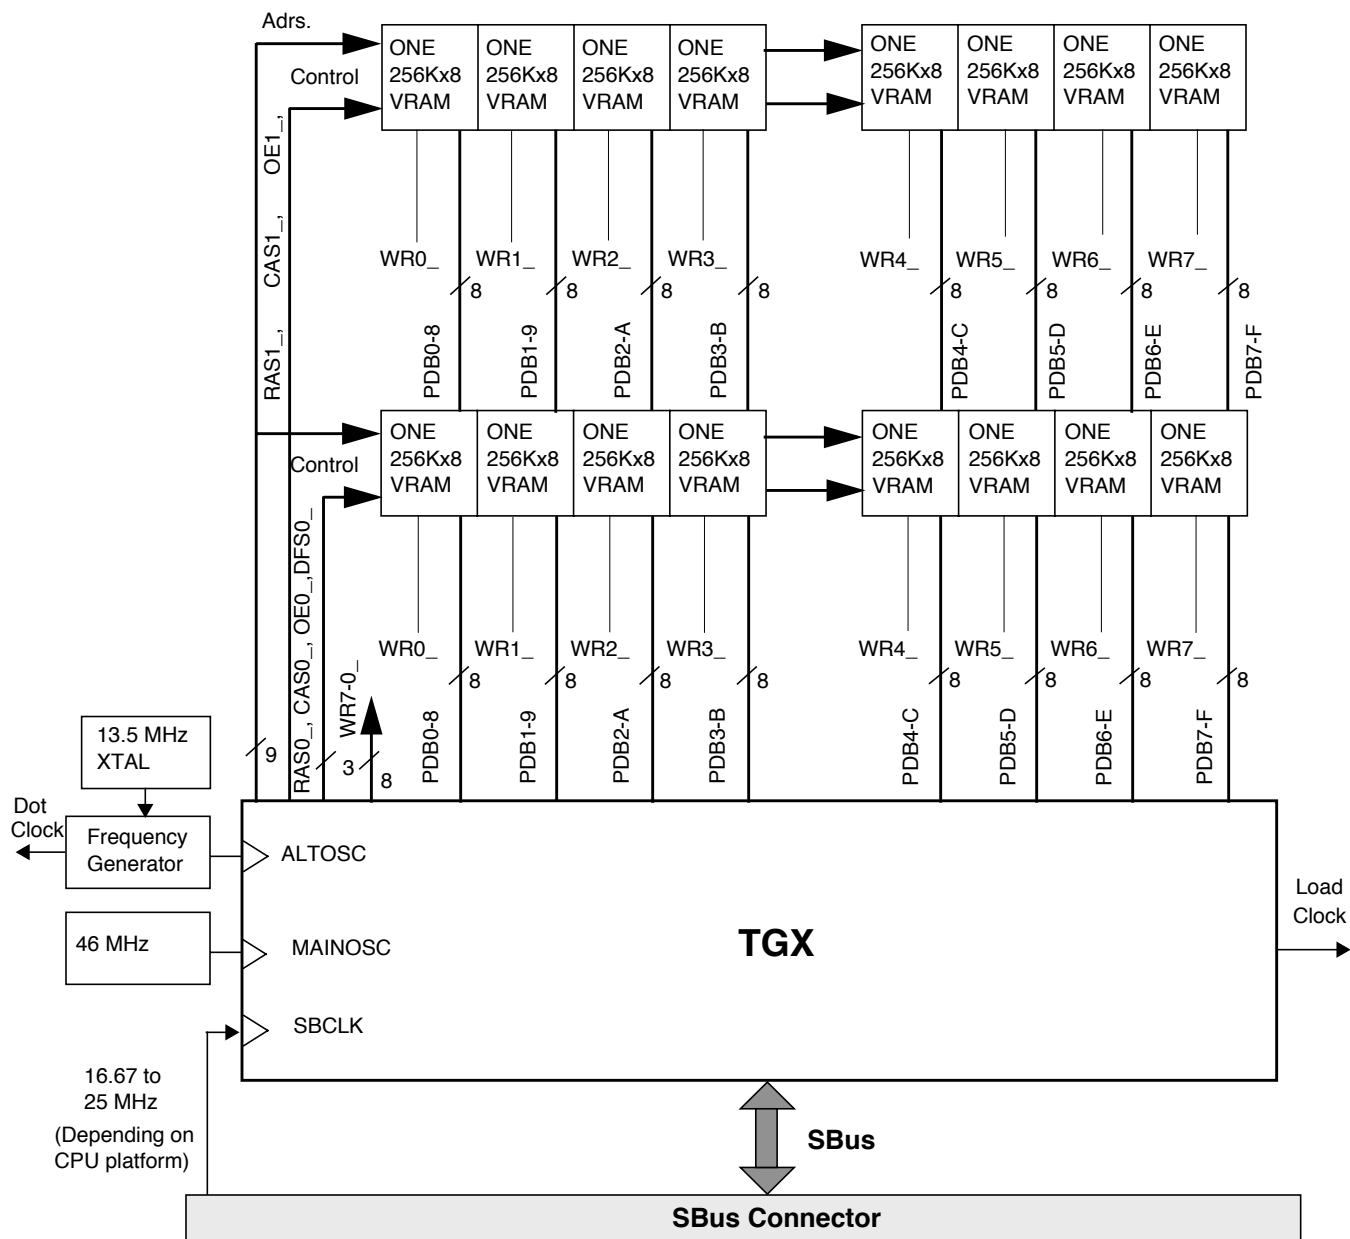 Adrs.
ONE 256Kx8 VRAM
ONE 256Kx8 VRAM
ONE 256Kx8 VRAM
ONE 256Kx8 VRAM
ONE 256Kx8 VRAM
ONE 256Kx8 VRAM
ONE 256Kx8 VRAM
ONE 256Kx8 VRAM
Control
RAS1_, CAS1_, OE1_,
WR0_
WR1_
WR2_
WR3_
WR4_
WR5_
WR6_
WR7_
8
8
8
8
8
8
8
8
PDB0-8
PDB1-9
PDB2-A
PDB3-B
PDB4-C
PDB5-D
PDB6-E
PDB7-F
ONE 256Kx8 VRAM
ONE 256Kx8 VRAM
ONE 256Kx8 VRAM
ONE 256Kx8 VRAM
ONE 256Kx8 VRAM
ONE 256Kx8 VRAM
ONE 256Kx8 VRAM
ONE 256Kx8 VRAM
Control
RAS0_, CAS0_, OE0_,DFS0_
WR7-0_
WR0_
WR1_
WR2_
WR3_
WR4_
WR5_
WR6_
WR7_
8
8
8
8
8
8
8
8
PDB0-8
PDB1-9
PDB2-A
PDB3-B
PDB4-C
PDB5-D
PDB6-E
PDB7-F
9
3
8
13.5 MHz
XTAL
Dot
Clock
Frequency
Generator
ALTOSC
46 MHz
MAINOSC
TGX
Load
Clock
SBCLK
16.67 to
25 MHz
(Depending on
CPU platform)
SBus
SBus Connector